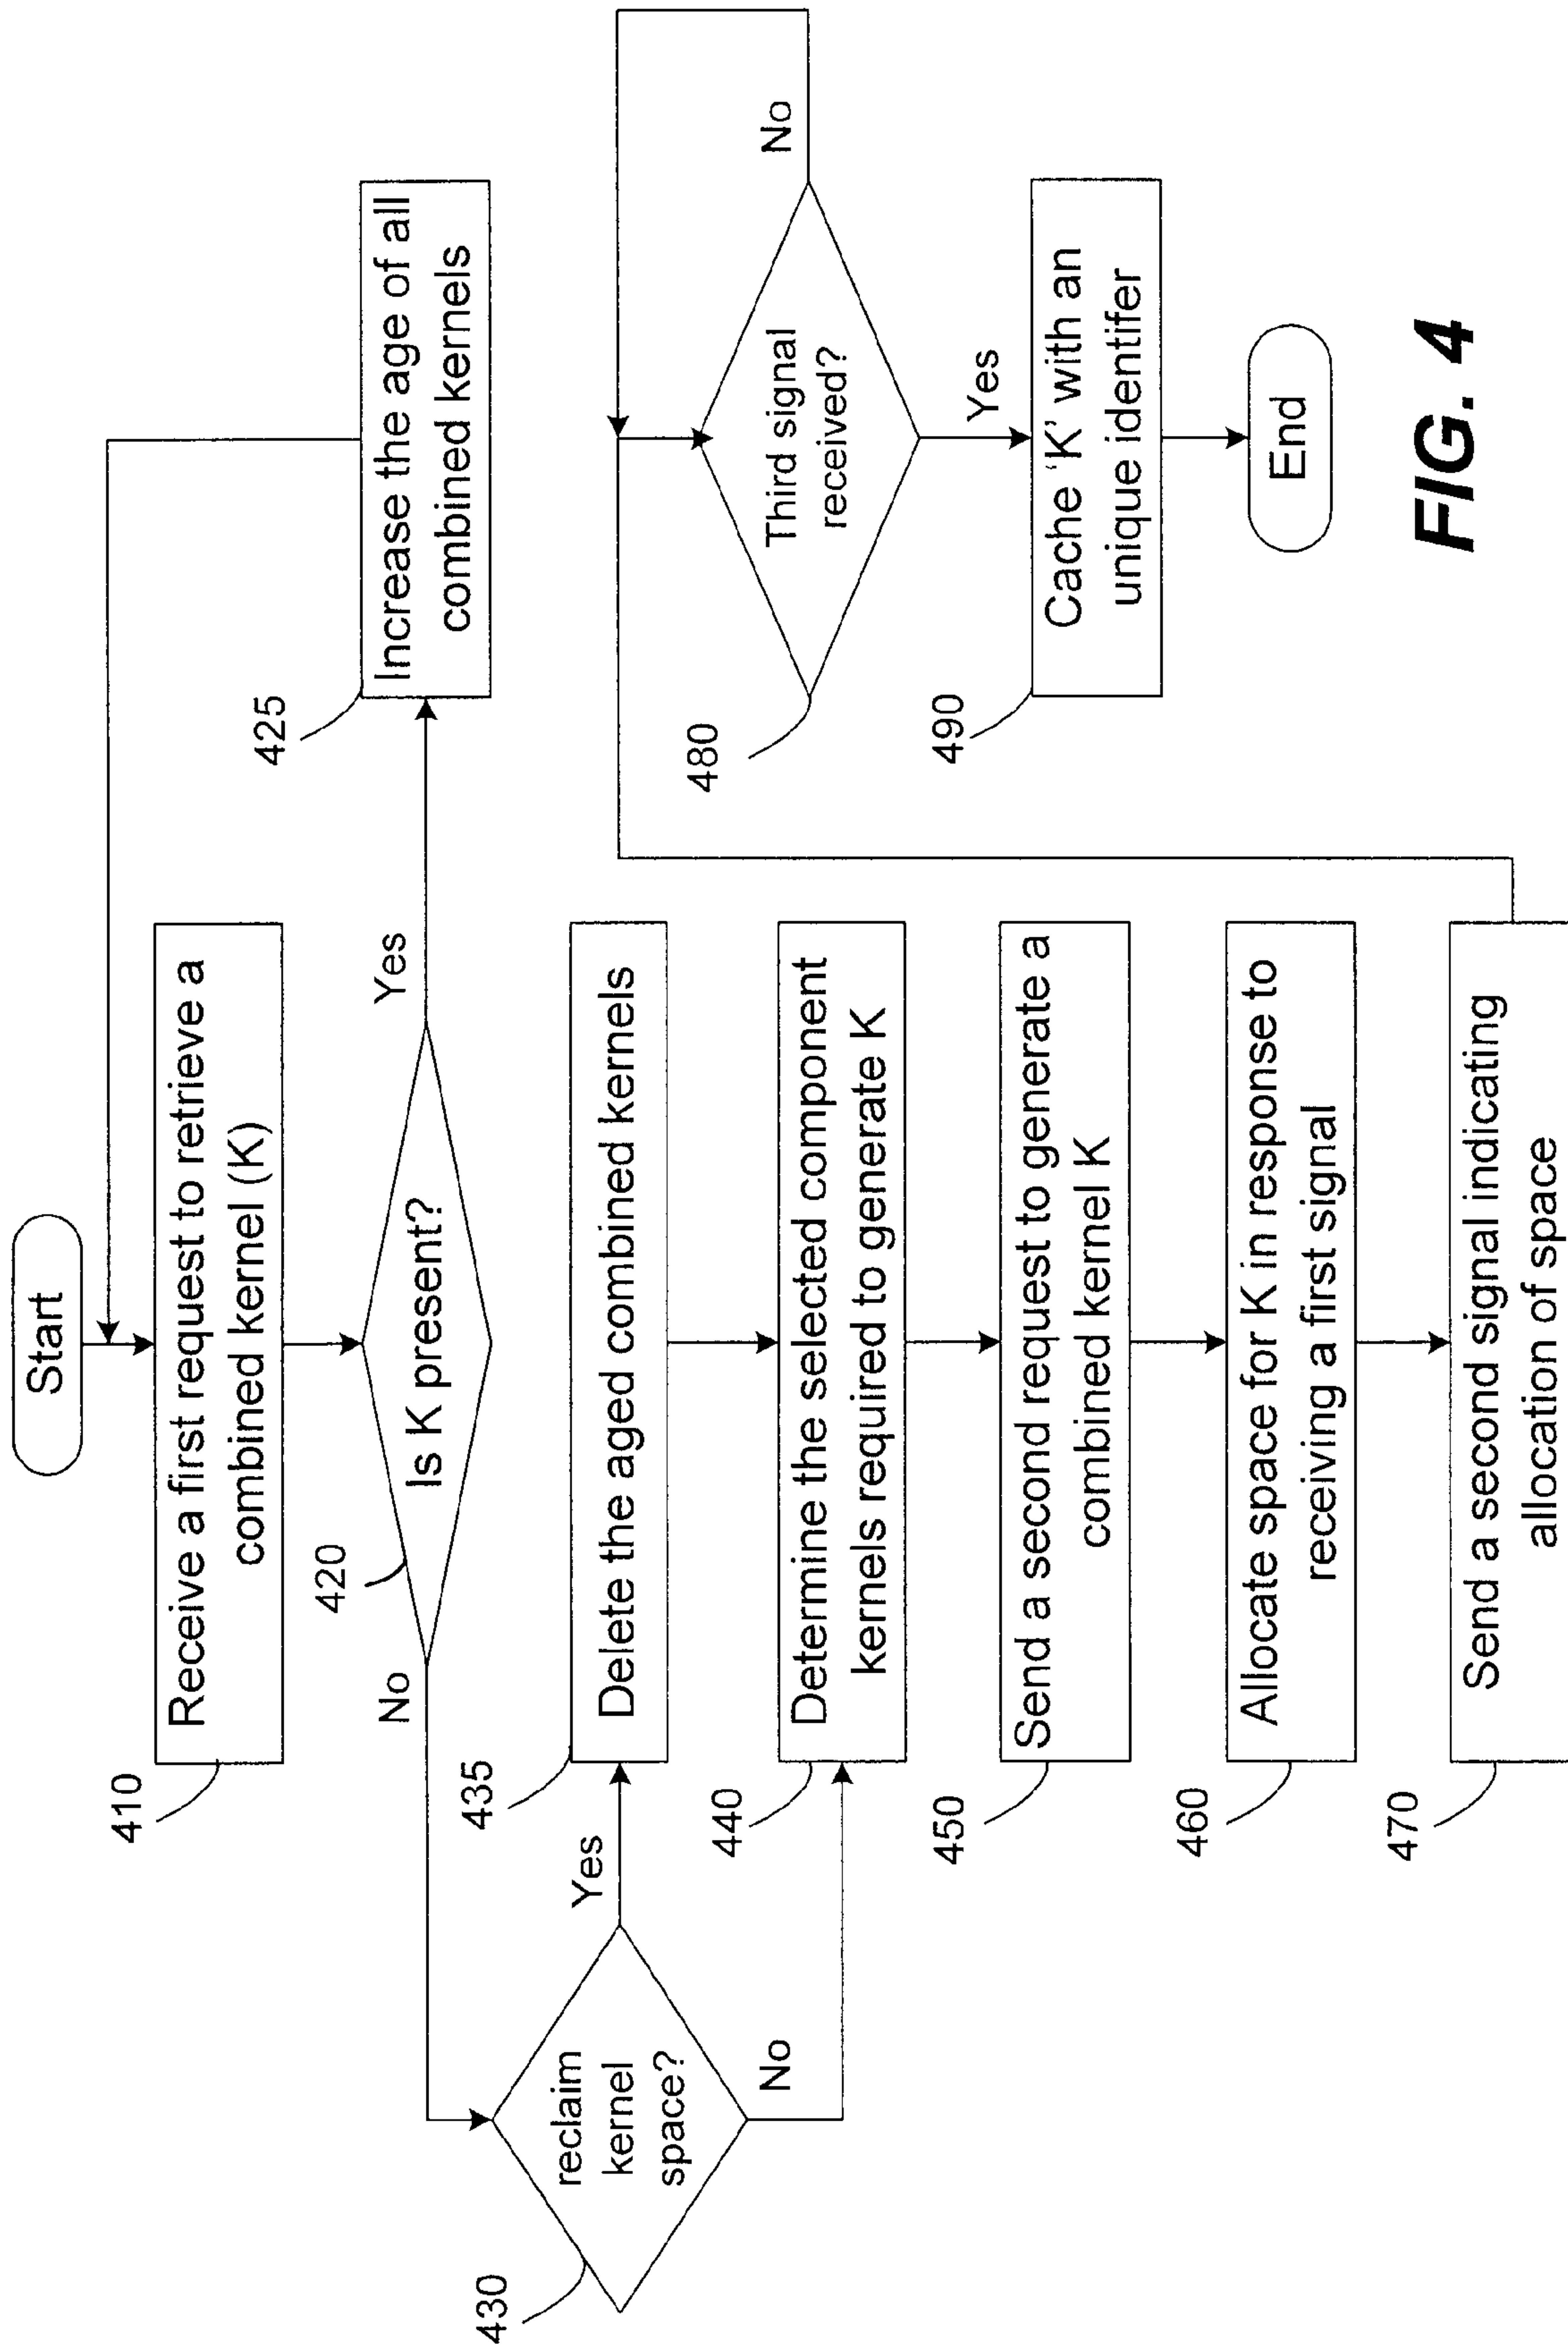 Start
410
Receive a first request to retrieve a
combined kernel (K)
420
Is K present?
Yes
No
425
Increase the age of all
combined kernels
430
reclaim
kernel
space?
Yes
No
435
Delete the aged combined kernels
440
Determine the selected component
kernels required to generate K
450
Send a second request to generate a
combined kernel K
460
Allocate space for K in response to
receiving a first signal
470
Send a second signal indicating
allocation of space
480
Third signal
received?
No
Yes
490
Cache 'K' with an
unique identifer
End
FIG. 4